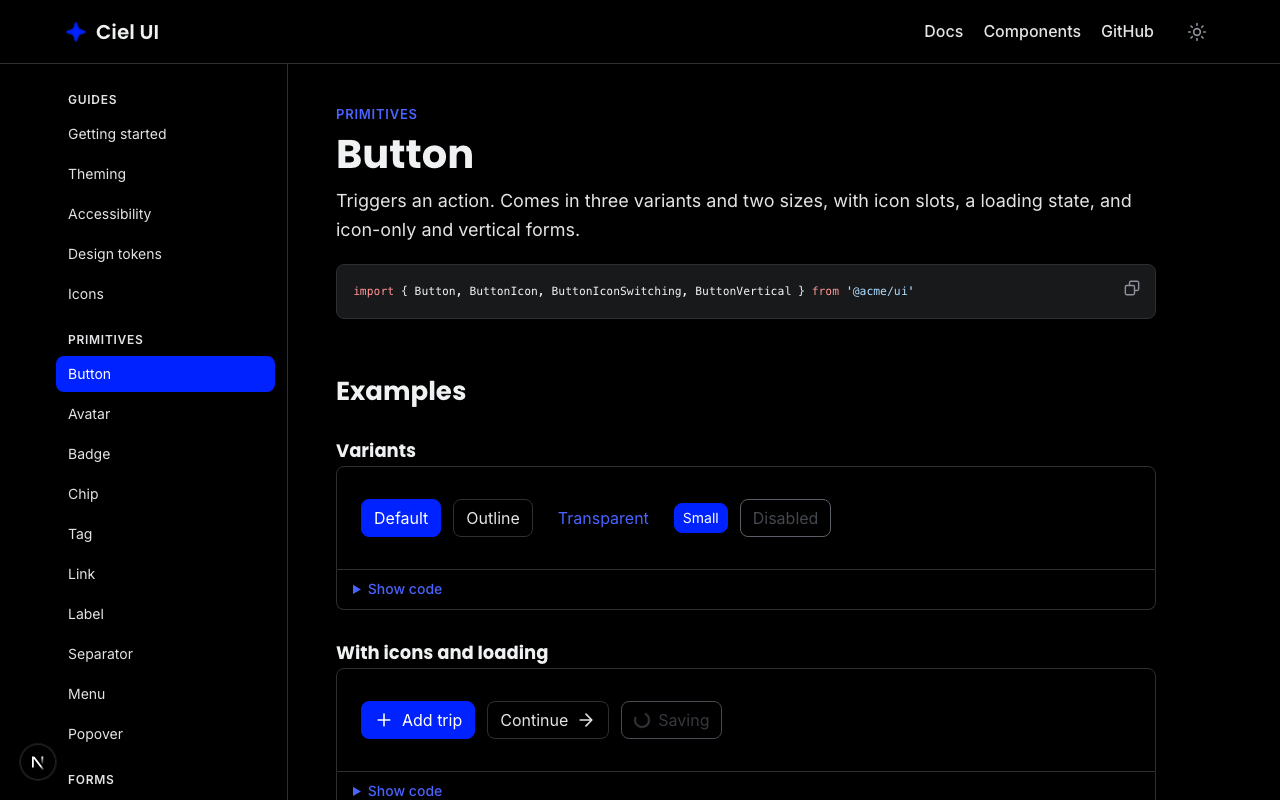 Ciel UI
Docs Components GitHub
GUIDES
Getting started
Theming
Accessibility
Design tokens
Icons
PRIMITIVES
Button
Avatar
Badge
Chip
Tag
Link
Label
Separator
Menu
Popover
FORMS
PRIMITIVES
Button
Triggers an action. Comes in three variants and two sizes, with icon slots, a loading state, and
icon-only and vertical forms.
import { Button, ButtonIcon, ButtonIconSwitching, ButtonVertical } from '@acme/ui'
Examples
Variants
Default Outline Transparent Small Disabled
Show code
With icons and loading
Add trip Continue Saving
Show code